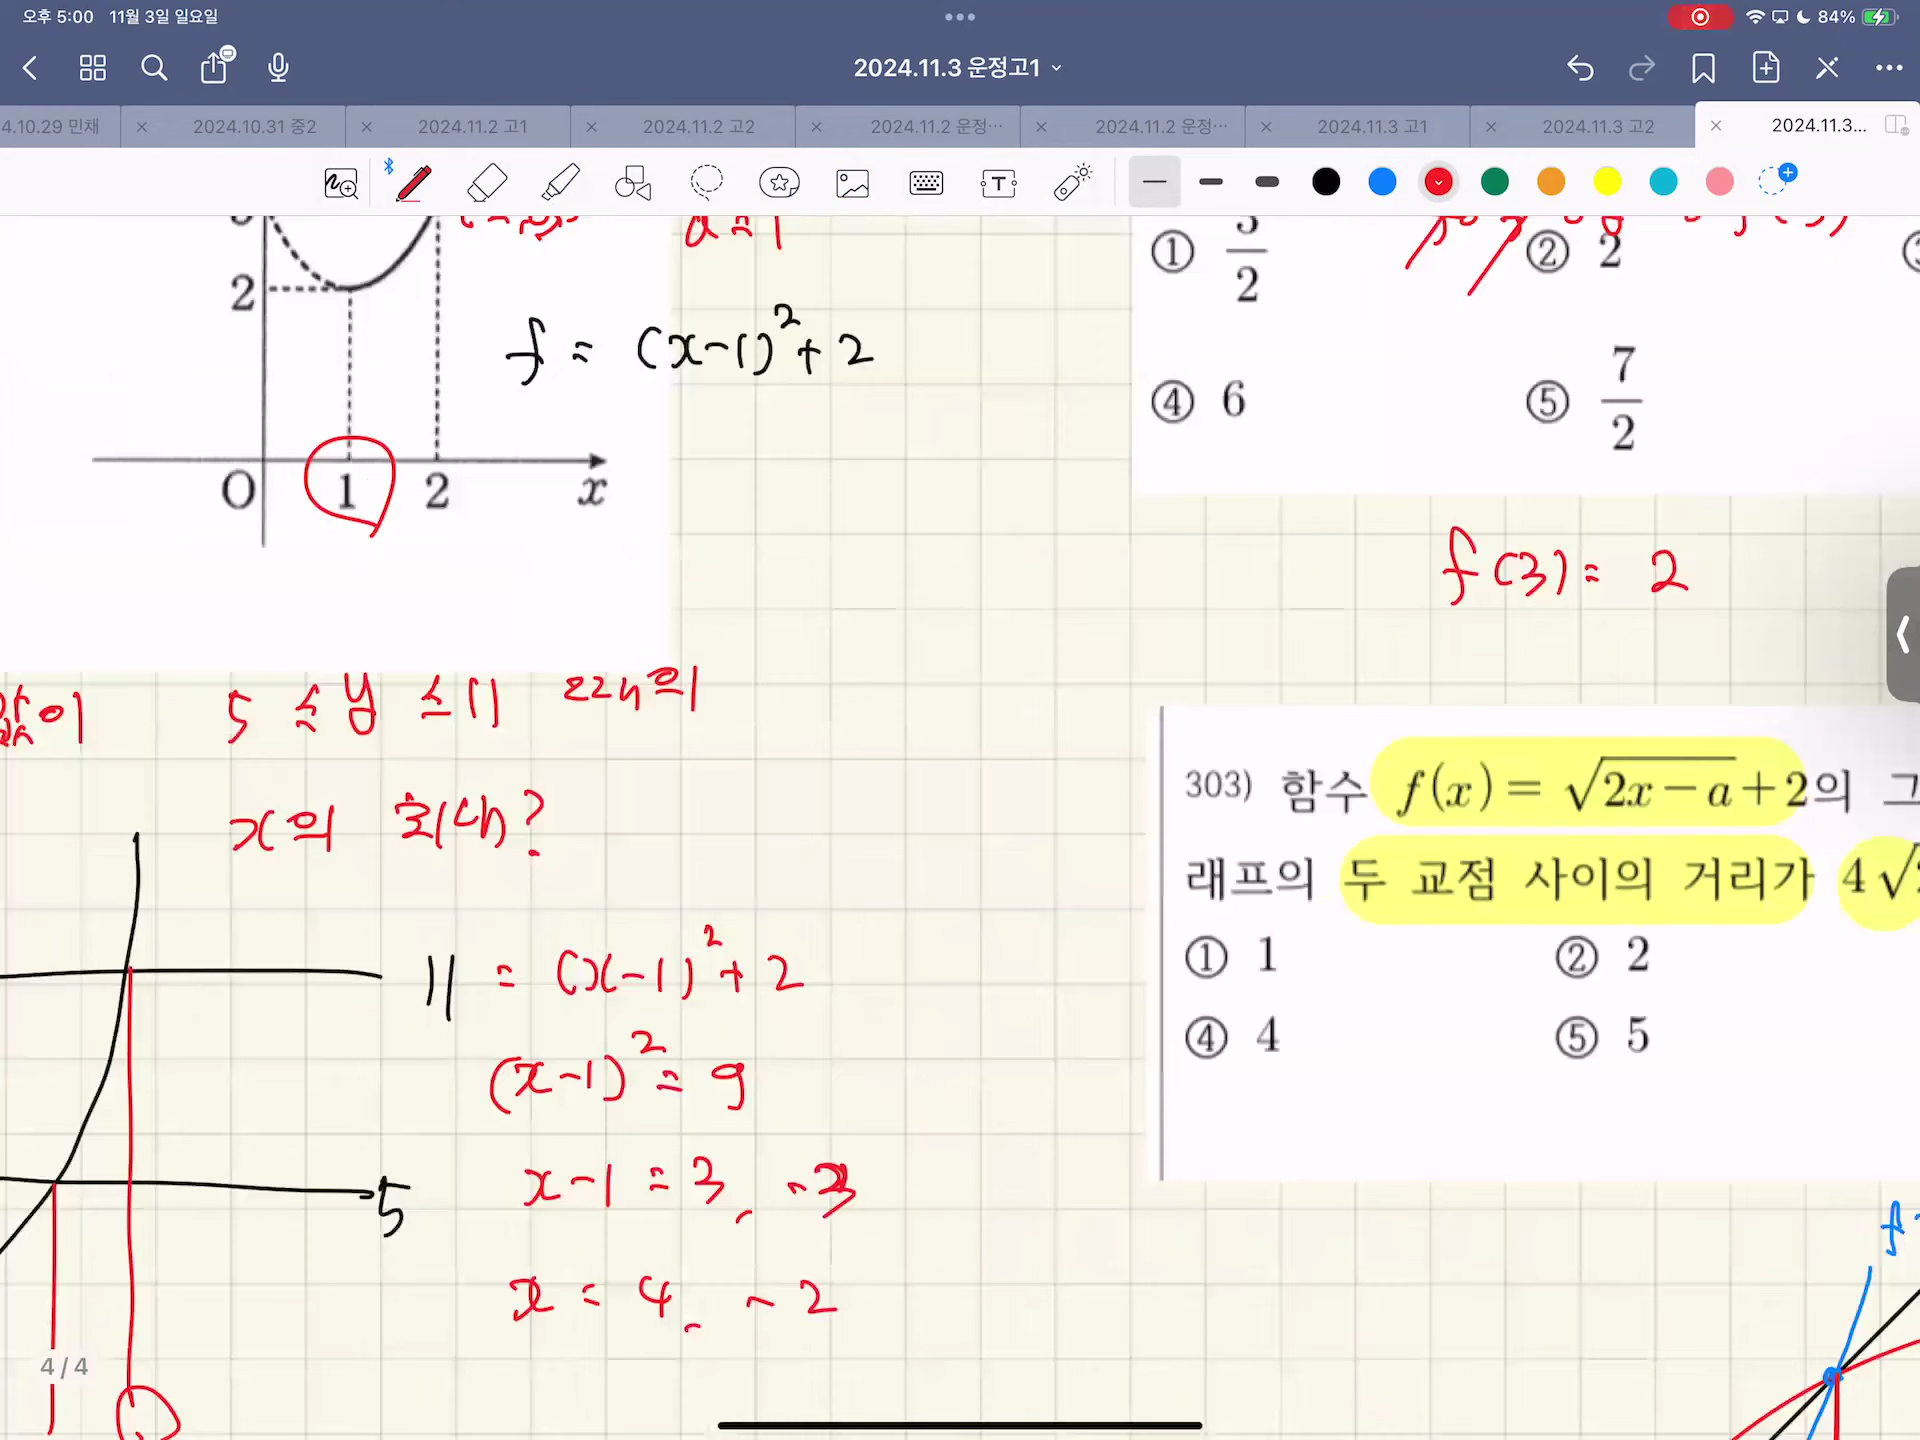 오후 5:00 11월 3일 일요일
84%
2024.11.3 운정고1
4.10.29 민채
2024.10.31 중2
2024.11.2 고1
2024.11.2 고2
2024.11.2 운정…
2024.11.2 운정…
2024.11.3 고1
2024.11.3 고2
2024.11.3...
a=1
2
f = (x-1)²+2
O 1 2 x
① 3/2 ② 2
④ 6 ⑤ 7/2
f(3)= 2
5 ≤ y ≤ 11
x의 최대?
11 = (x-1)²+2
(x-1)² = 9
x-1 = 3, -3
x = 4, -2
5
303) 함수 f(x) = √(2x-a)+2의 그
래프의 두 교점 사이의 거리가 4√
① 1 ② 2
④ 4 ⑤ 5
f
4 / 4